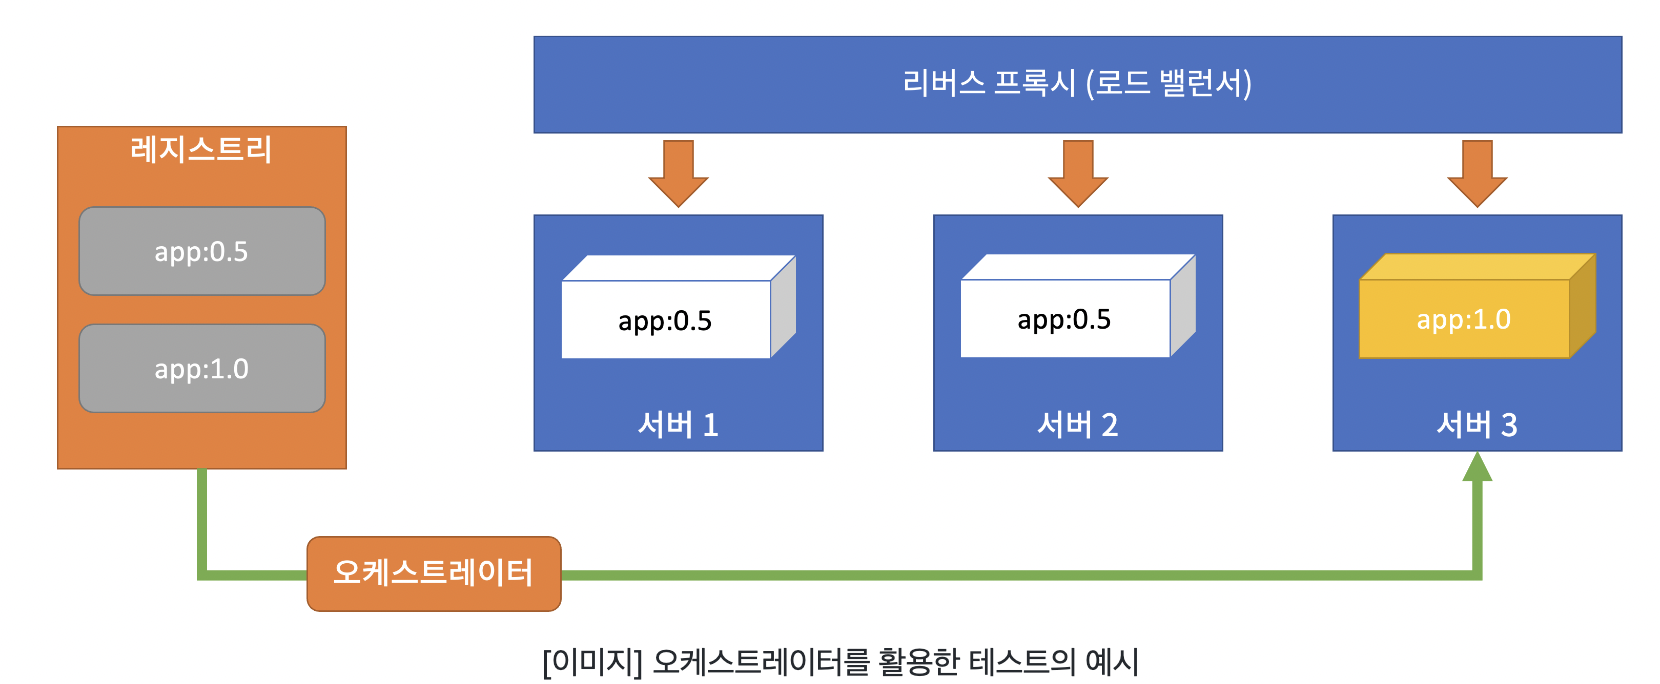 리버스 프록시 (로드 밸런서)
레지스트리
app:0.5
app:1.0
app:0.5
서버 1
app:0.5
서버 2
app:1.0
서버 3
오케스트레이터
[이미지] 오케스트레이터를 활용한 테스트의 예시